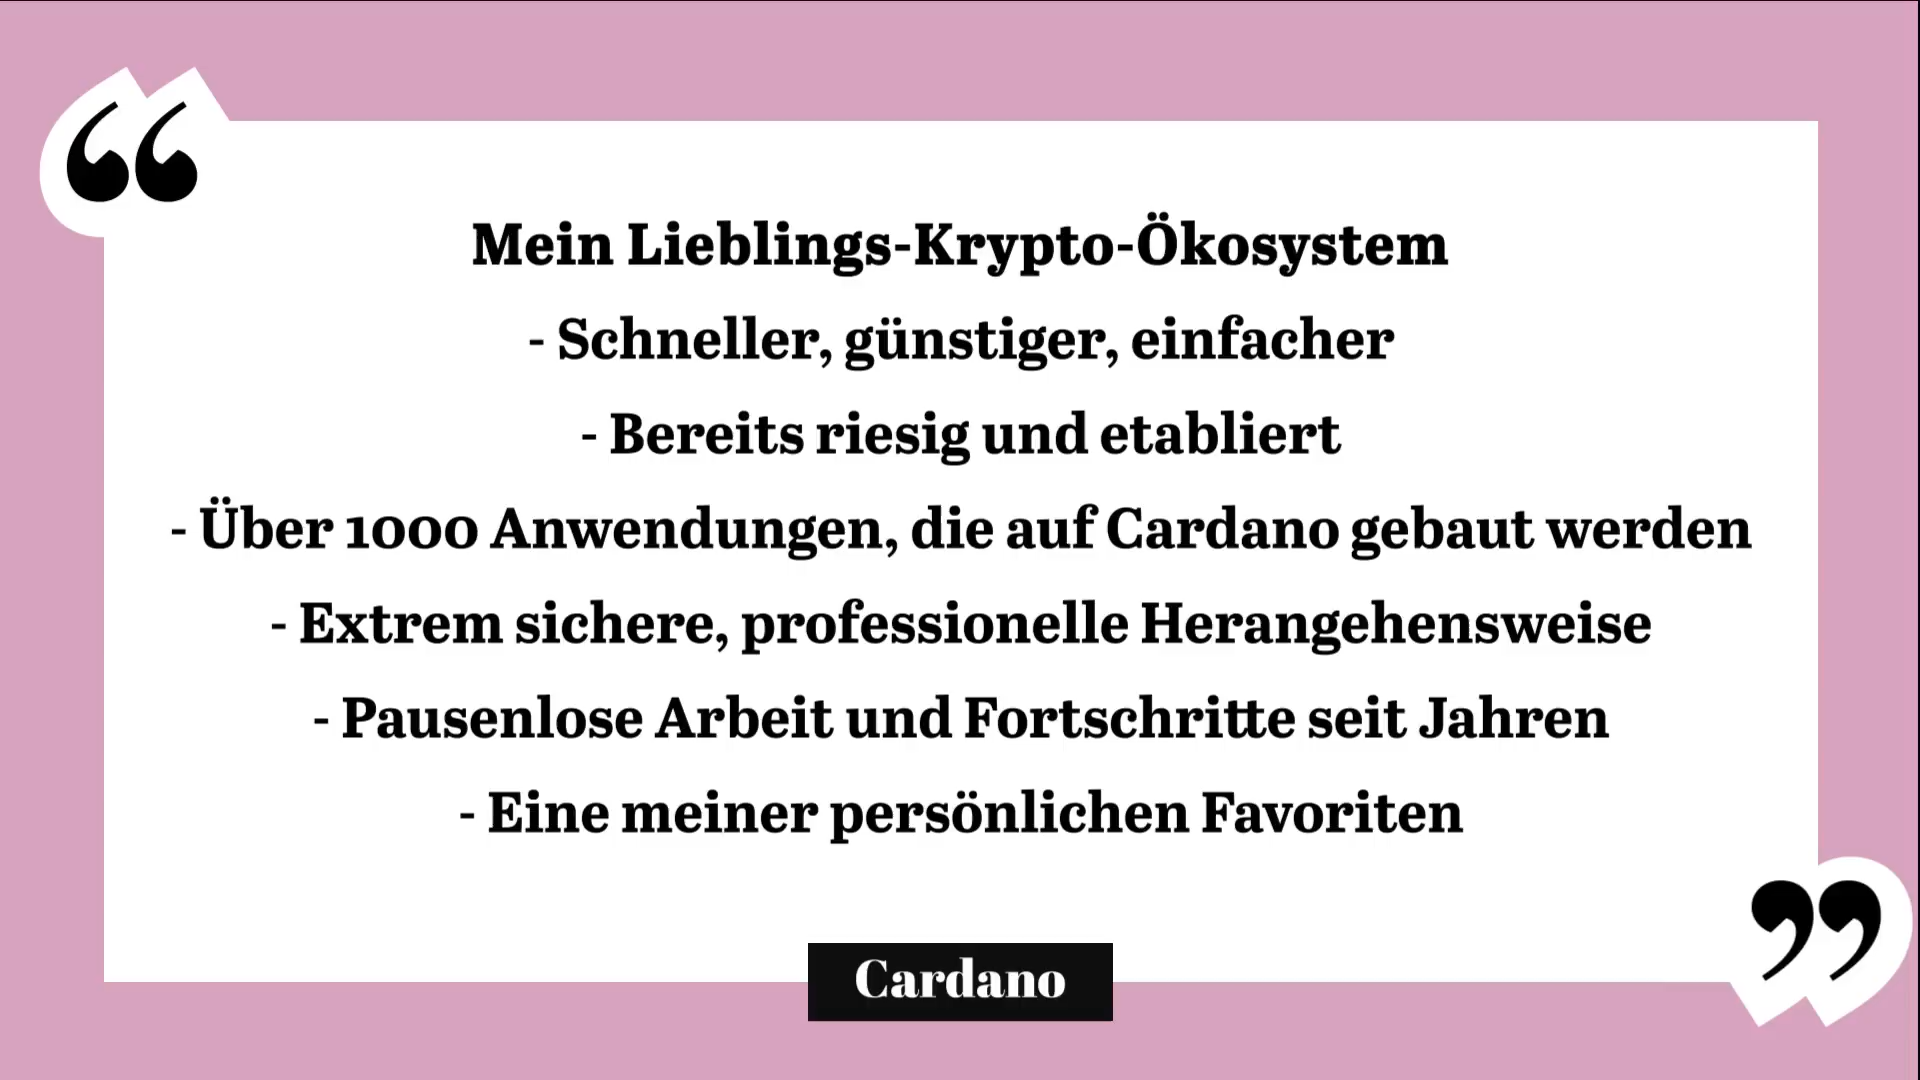 Mein Lieblings-Krypto-Ökosystem
- Schneller, günstiger, einfacher
- Bereits riesig und etabliert
- Über 1000 Anwendungen, die auf Cardano gebaut werden
- Extrem sichere, professionelle Herangehensweise
- Pausenlose Arbeit und Fortschritte seit Jahren
- Eine meiner persönlichen Favoriten
Cardano